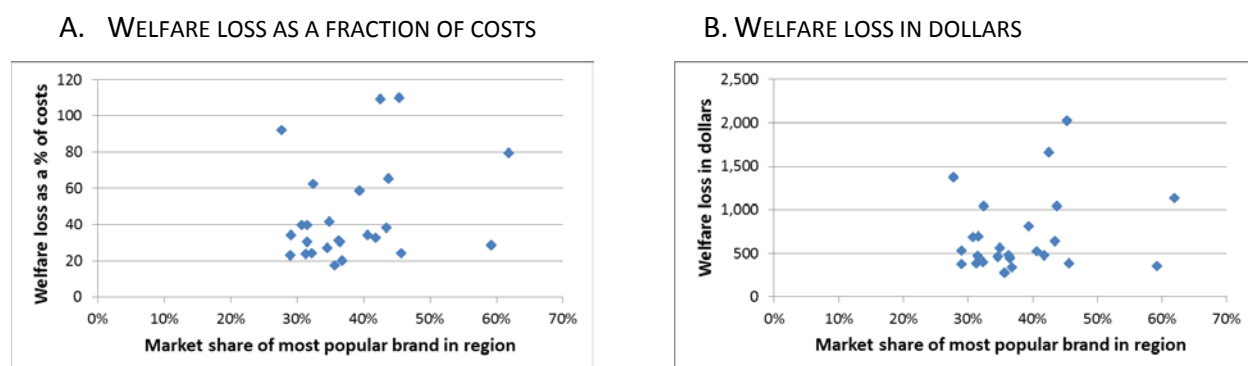 A. WELFARE LOSS AS A FRACTION OF COSTS
Welfare loss as a % of costs
120
100
80
60
40
20
0
0% 10% 20% 30% 40% 50% 60% 70%
Market share of most popular brand in region
B. WELFARE LOSS IN DOLLARS
Welfare loss in dollars
2,500
2,000
1,500
1,000
500
0
0% 10% 20% 30% 40% 50% 60% 70%
Market share of most popular brand in region